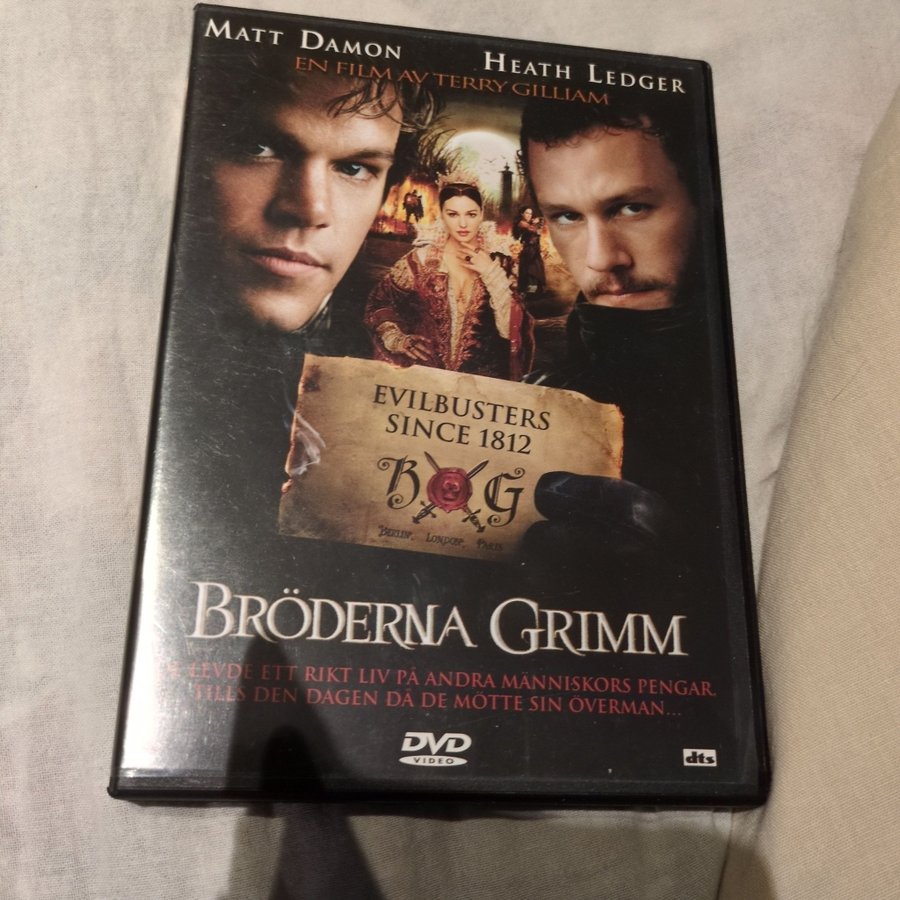 MATT DAMON HEATH LEDGER
EN FILM AV TERRY GILLIAM
EVILBUSTERS
SINCE 1812
B G
BERLIN, LONDON, PARIS
BRÖDERNA GRIMM
DE LEVDE ETT RIKT LIV PÅ ANDRA MÄNNISKORS PENGAR,
TILLS DEN DAGEN DÅ DE MÖTTE SIN ÖVERMAN...
DVD
VIDEO
dts